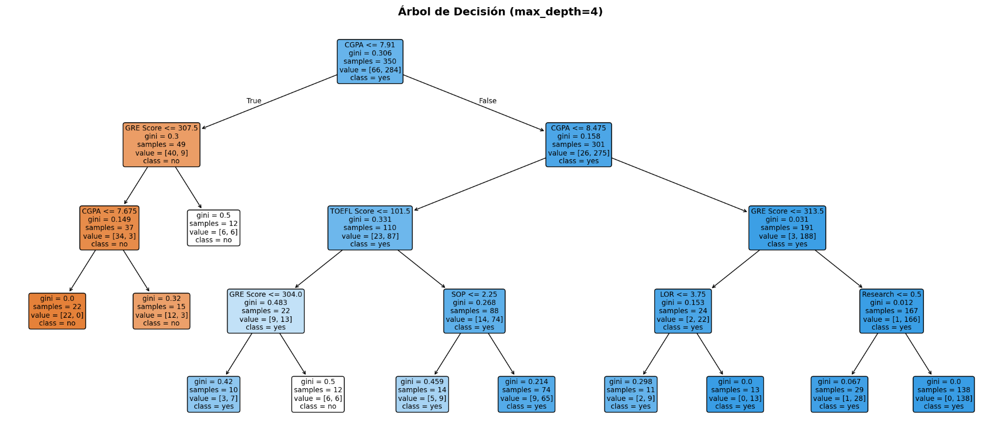 Árbol de Decisión (max_depth=4)
CGPA <= 7.91
gini = 0.306
samples = 350
value = [66, 284]
class = yes
True
False
GRE Score <= 307.5
gini = 0.3
samples = 49
value = [40, 9]
class = no
CGPA <= 8.475
gini = 0.158
samples = 301
value = [26, 275]
class = yes
CGPA <= 7.675
gini = 0.149
samples = 37
value = [34, 3]
class = no
gini = 0.5
samples = 12
value = [6, 6]
class = no
TOEFL Score <= 101.5
gini = 0.331
samples = 110
value = [23, 87]
class = yes
GRE Score <= 313.5
gini = 0.031
samples = 191
value = [3, 188]
class = yes
gini = 0.0
samples = 22
value = [22, 0]
class = no
gini = 0.32
samples = 15
value = [12, 3]
class = no
GRE Score <= 304.0
gini = 0.483
samples = 22
value = [9, 13]
class = yes
SOP <= 2.25
gini = 0.268
samples = 88
value = [14, 74]
class = yes
LOR <= 3.75
gini = 0.153
samples = 24
value = [2, 22]
class = yes
Research <= 0.5
gini = 0.012
samples = 167
value = [1, 166]
class = yes
gini = 0.42
samples = 10
value = [3, 7]
class = yes
gini = 0.5
samples = 12
value = [6, 6]
class = no
gini = 0.459
samples = 14
value = [5, 9]
class = yes
gini = 0.214
samples = 74
value = [9, 65]
class = yes
gini = 0.298
samples = 11
value = [2, 9]
class = yes
gini = 0.0
samples = 13
value = [0, 13]
class = yes
gini = 0.067
samples = 29
value = [1, 28]
class = yes
gini = 0.0
samples = 138
value = [0, 138]
class = yes